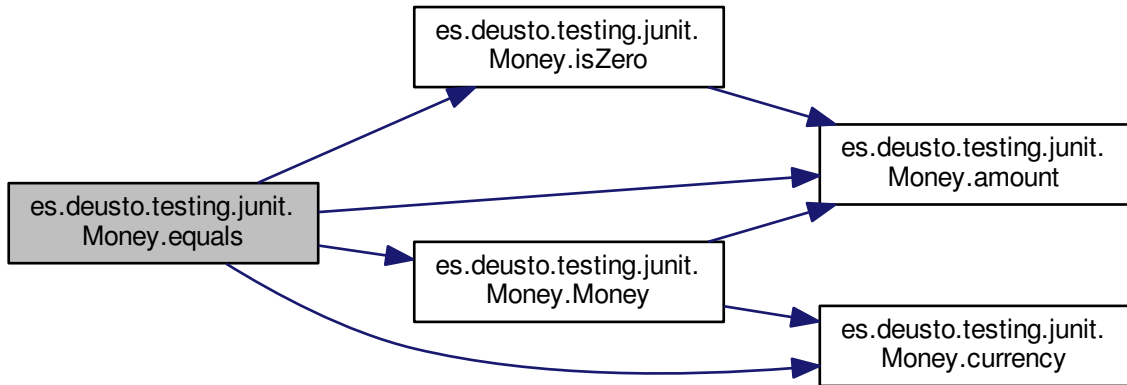 es.deusto.testing.junit.
Money.equals
es.deusto.testing.junit.
Money.isZero
es.deusto.testing.junit.
Money.amount
es.deusto.testing.junit.
Money.Money
es.deusto.testing.junit.
Money.currency